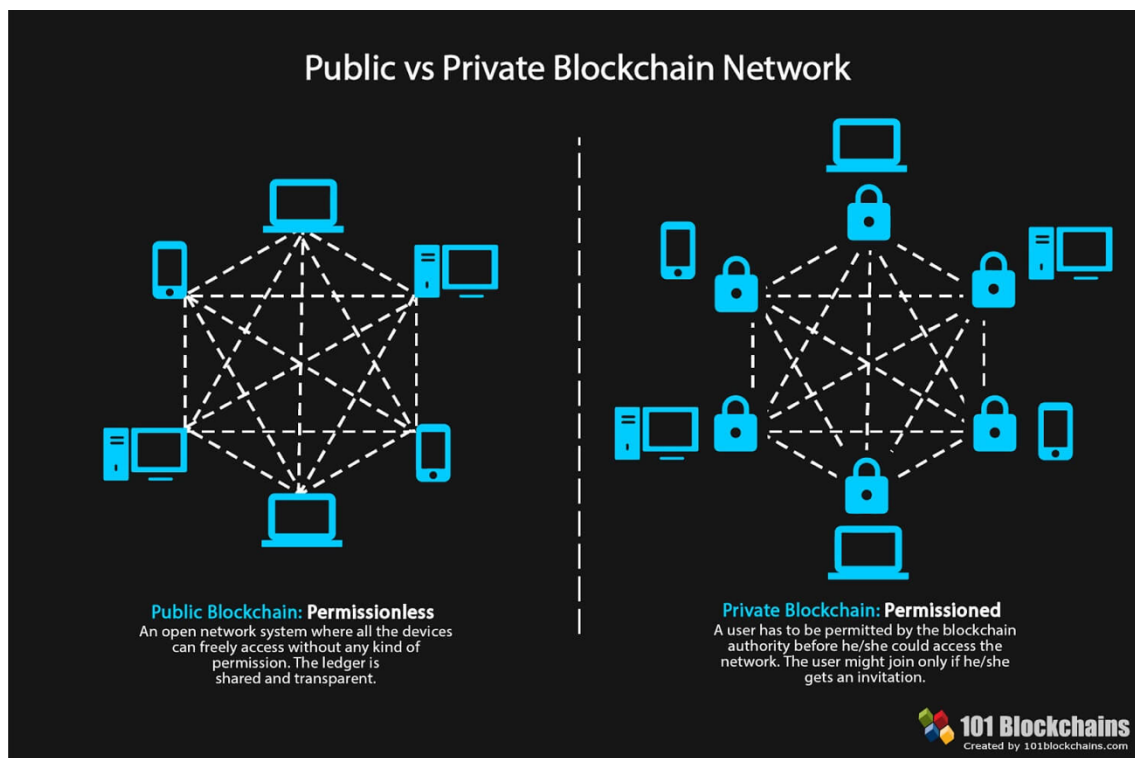 Public vs Private Blockchain Network
Public Blockchain: Permissionless
An open network system where all the devices
can freely access without any kind of
permission. The ledger is
shared and transparent.
Private Blockchain: Permissioned
A user has to be permitted by the blockchain
authority before he/she could access the
network. The user might join only if he/she
gets an invitation.
101 Blockchains
Created by 101blockchains.com